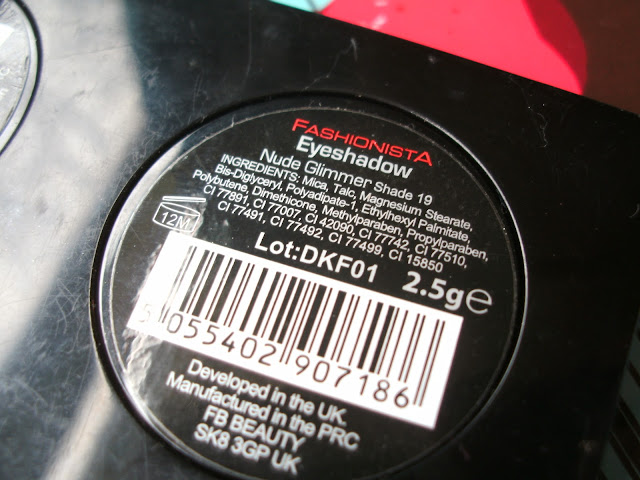 FASHIONISTA
Eyeshadow
Nude Glimmer Shade 19
INGREDIENTS: Mica, Talc, Magnesium Stearate,
Bis-Diglyceryl, Polyadipate-1, Ethylhexyl Palmitate,
Polybutene, Dimethicone, Methylparaben, Propylparaben,
CI 77891, CI 77007, CI 42090, CI 77742, CI 77510,
CI 77491, CI 77492, CI 77499, CI 15850
12M
Lot:DKF01
2.5g℮
5 055402 907186
Developed in the UK.
Manufactured in the PRC
FB BEAUTY
SK8 3GP UK